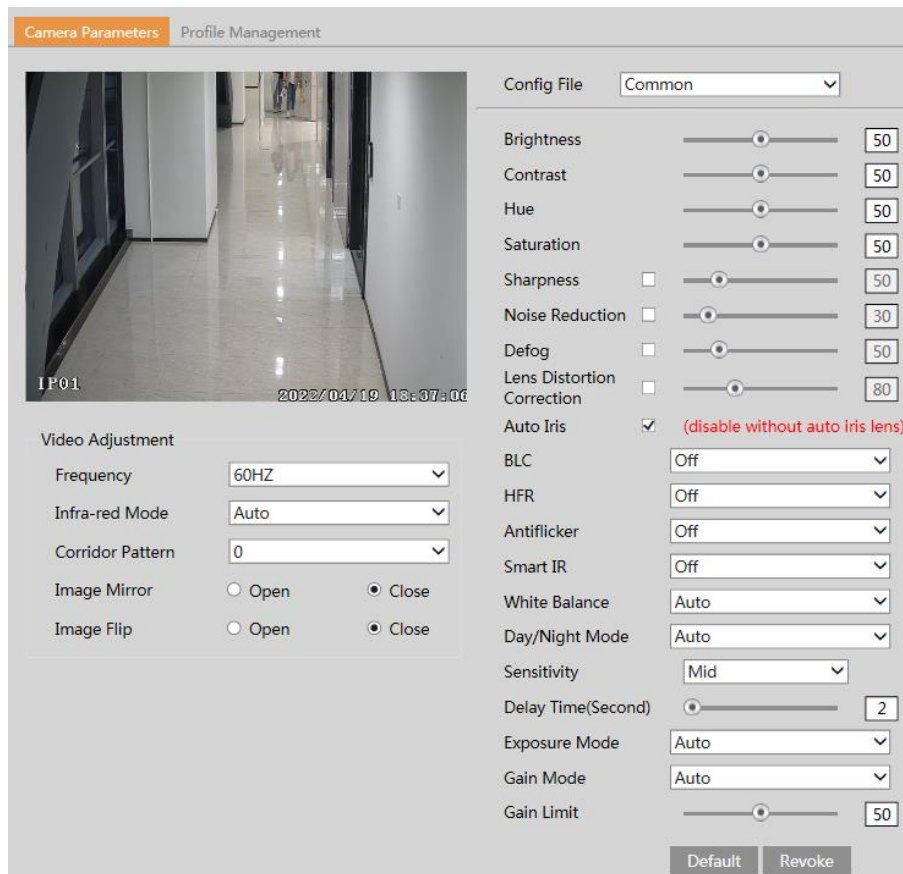 Camera Parameters Profile Management
Config File Common
IP01
2022/04/19 18:37:06
Video Adjustment
Frequency 60HZ
Infra-red Mode Auto
Corridor Pattern 0
Image Mirror Open Close
Image Flip Open Close
Brightness 50
Contrast 50
Hue 50
Saturation 50
Sharpness 50
Noise Reduction 30
Defog 50
Lens Distortion
Correction 80
Auto Iris (disable without auto iris lens)
BLC Off
HFR Off
Antiflicker Off
Smart IR Off
White Balance Auto
Day/Night Mode Auto
Sensitivity Mid
Delay Time(Second) 2
Exposure Mode Auto
Gain Mode Auto
Gain Limit 50
Default Revoke